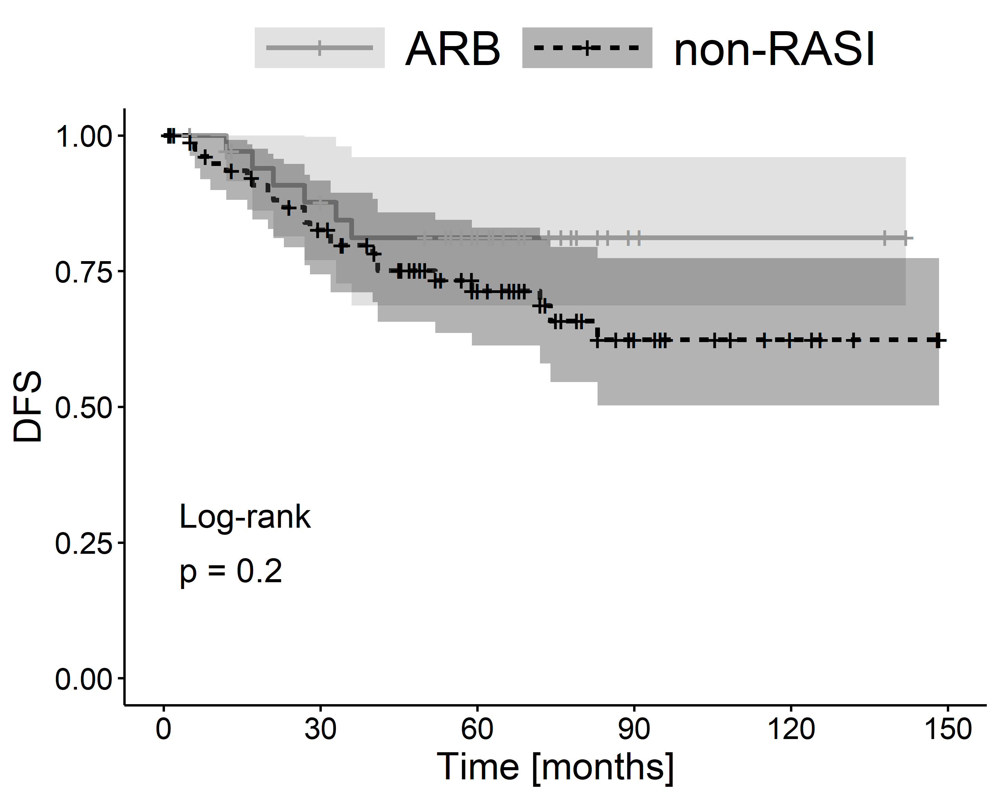 ARB non-RASI
1.00
0.75
0.50
0.25
0.00
DFS
Log-rank
p = 0.2
0 30 60 90 120 150
Time [months]